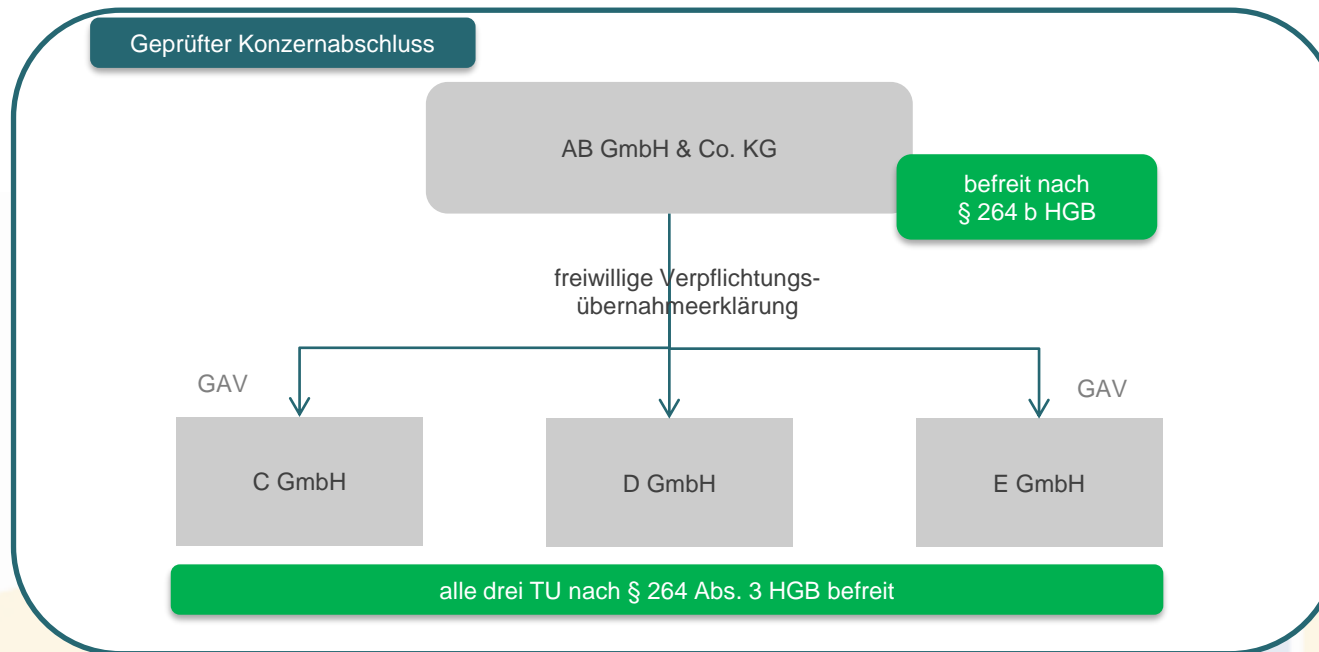 Geprüfter Konzernabschluss
AB GmbH & Co. KG
befreit nach
§ 264 b HGB
freiwillige Verpflichtungs-
übernahmeerklärung
GAV
GAV
C GmbH
D GmbH
E GmbH
alle drei TU nach § 264 Abs. 3 HGB befreit